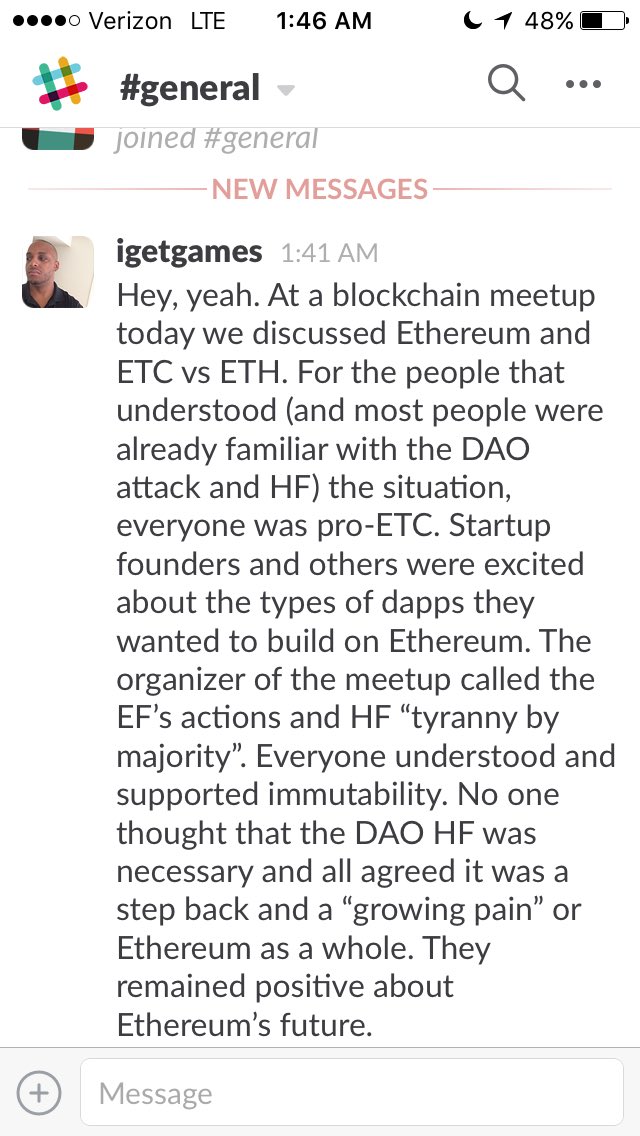 Verizon LTE 1:46 AM 48%
#general
joined #general
NEW MESSAGES
igetgames 1:41 AM
Hey, yeah. At a blockchain meetup
today we discussed Ethereum and
ETC vs ETH. For the people that
understood (and most people were
already familiar with the DAO
attack and HF) the situation,
everyone was pro-ETC. Startup
founders and others were excited
about the types of dapps they
wanted to build on Ethereum. The
organizer of the meetup called the
EF’s actions and HF “tyranny by
majority”. Everyone understood and
supported immutability. No one
thought that the DAO HF was
necessary and all agreed it was a
step back and a “growing pain” or
Ethereum as a whole. They
remained positive about
Ethereum’s future.
Message